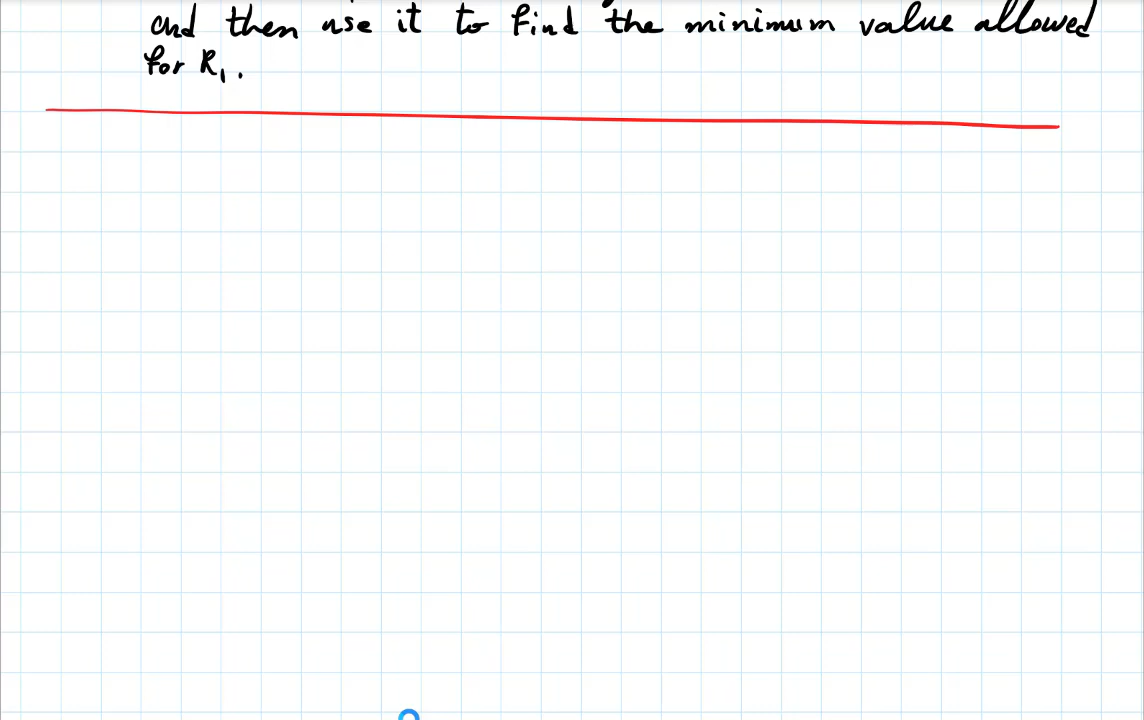 and then use it to find the minimum value allowed
for R₁.